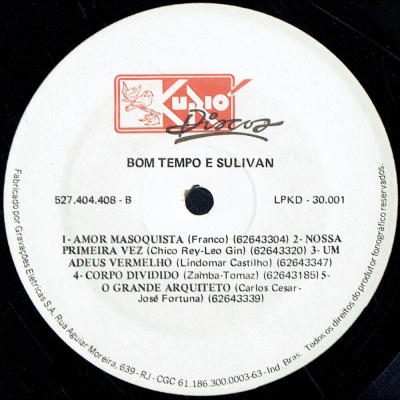 Kurió
Discos
BOM TEMPO E SULIVAN
527.404.408 - B
LPKD - 30.001
1- AMOR MASOQUISTA (Franco) (62643304) 2- NOSSA
PRIMEIRA VEZ (Chico Rey-Leo Gin) (62643320) 3- UM
ADEUS VERMELHO (Lindomar Castilho) (62643347)
4- CORPO DIVIDIDO (Zamba-Tomaz) (62643185) 5-
O GRANDE ARQUITETO (Carlos Cesar-
José Fortuna) (62643339)
Fabricado por Gravações Elétricas S.A. Rua Aguiar Moreira, 639 - RJ - CGC 61.186.300.0003-63 - Ind. Bras. Todos os direitos do produtor fonográfico reservados.